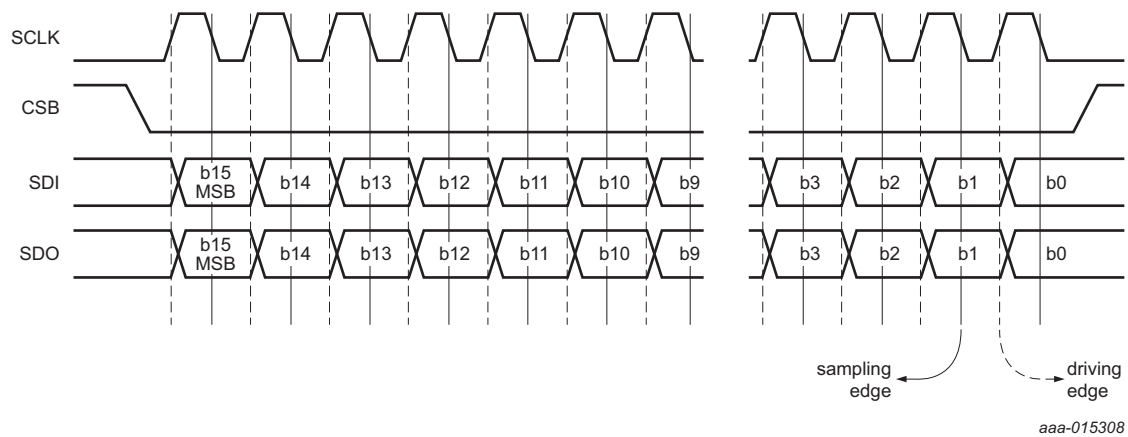 SCLK
CSB
SDI
b15
MSB
b14
b13
b12
b11
b10
b9
b3
b2
b1
b0
SDO
b15
MSB
b14
b13
b12
b11
b10
b9
b3
b2
b1
b0
sampling
edge
driving
edge
aaa-015308